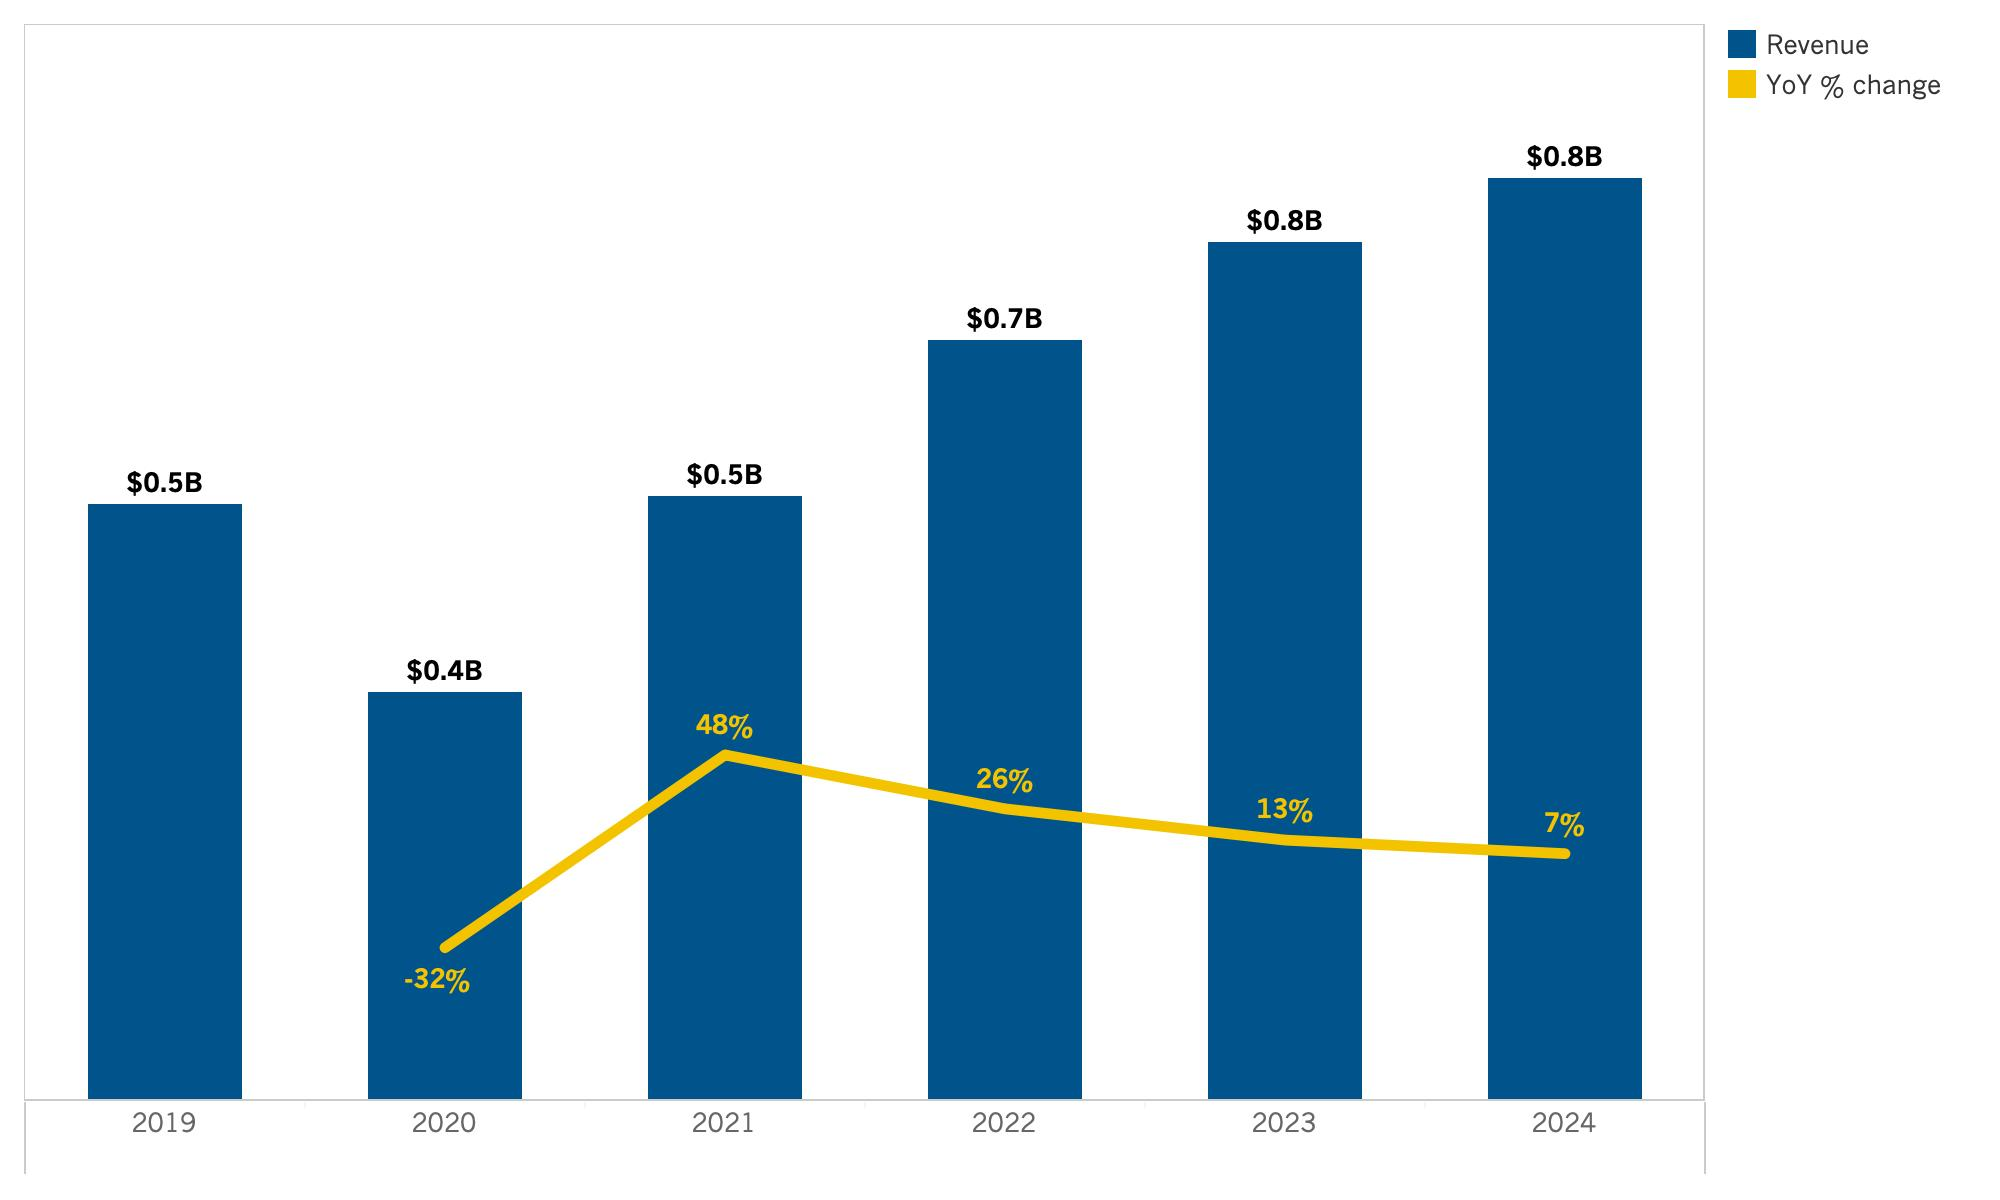 Revenue
YoY % change
$0.8B
$0.8B
$0.7B
$0.5B
$0.5B
$0.4B
48%
26%
13%
7%
-32%
2019 2020 2021 2022 2023 2024